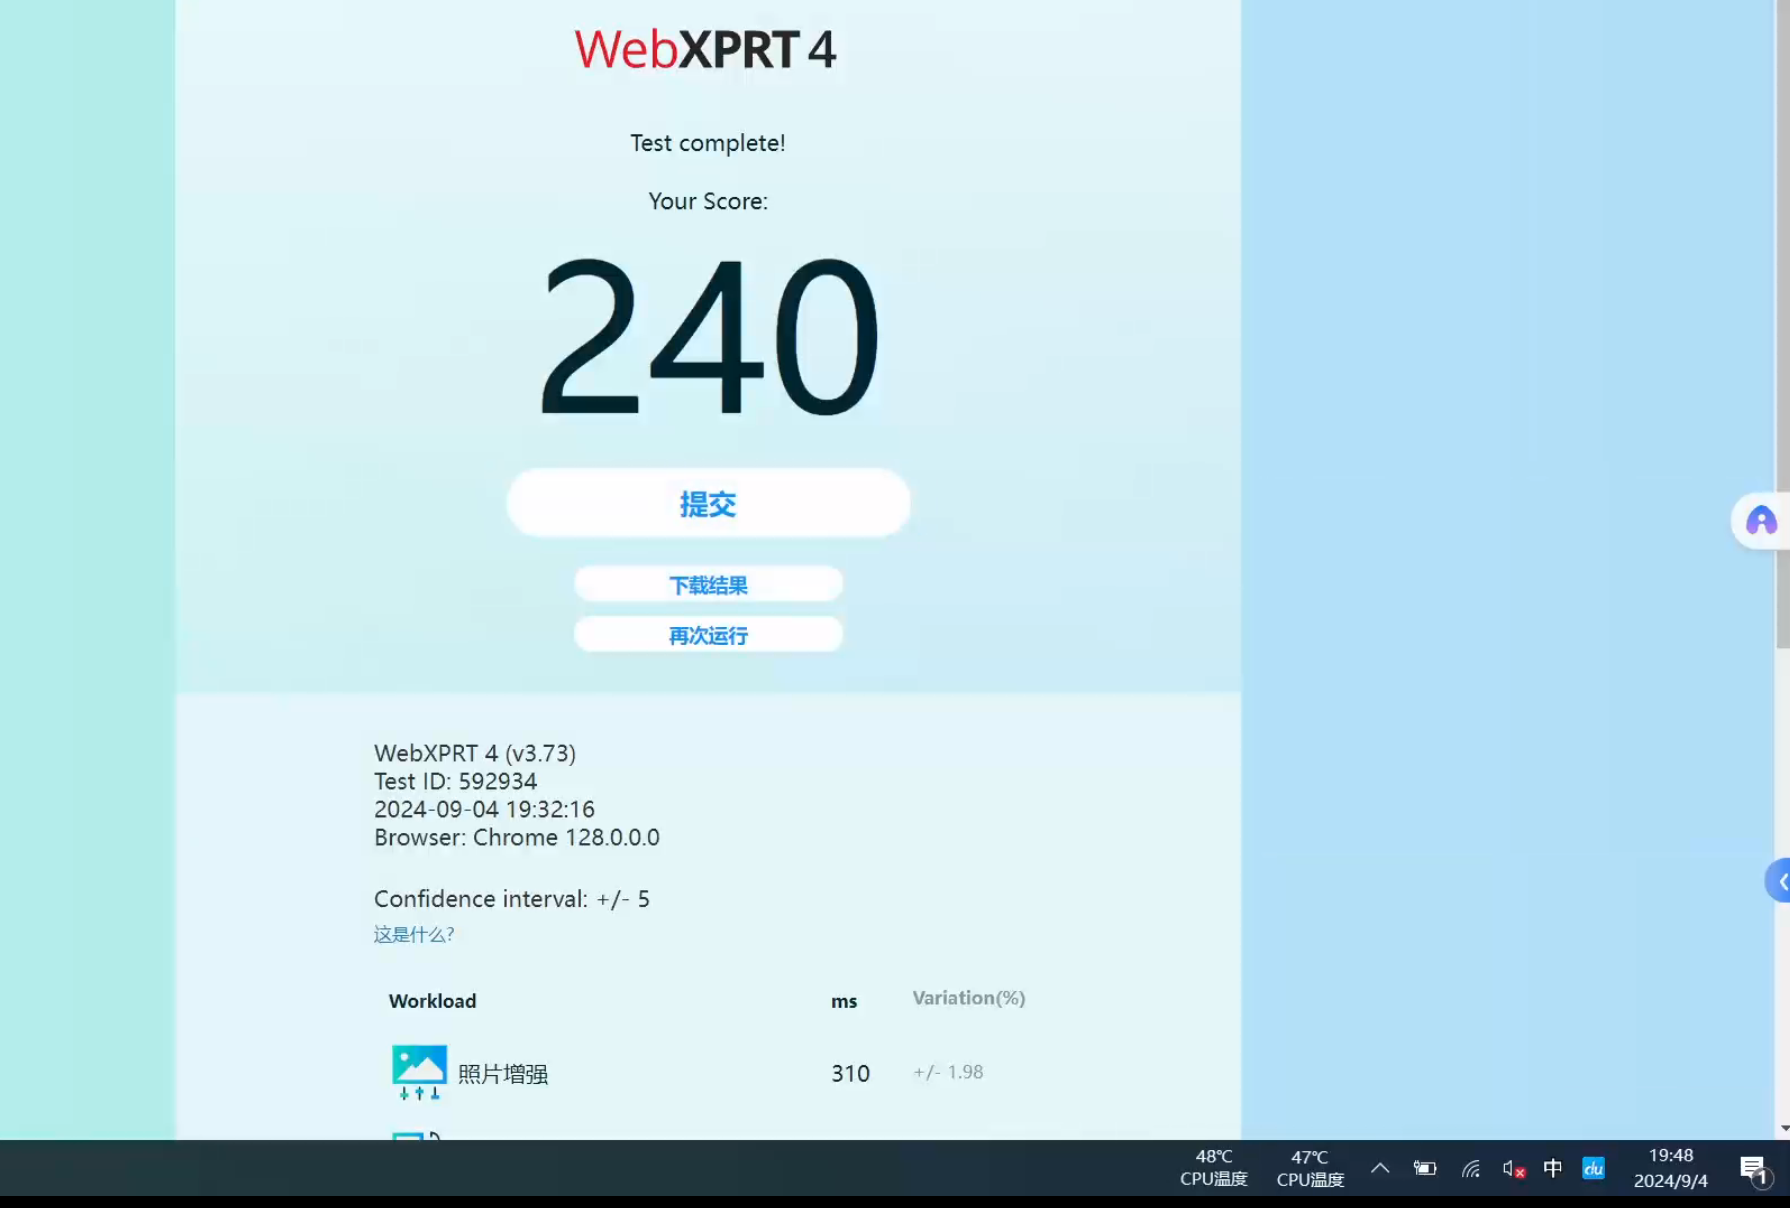 WebXPRT 4
Test complete!
Your Score:
240
提交
下载结果
再次运行
WebXPRT 4 (v3.73)
Test ID: 592934
2024-09-04 19:32:16
Browser: Chrome 128.0.0.0
Confidence interval: +/- 5
这是什么?
Workload ms Variation(%)
照片增强 310 +/- 1.98
48℃ 47℃ 19:48
CPU温度 CPU温度 中 du 2024/9/4 1